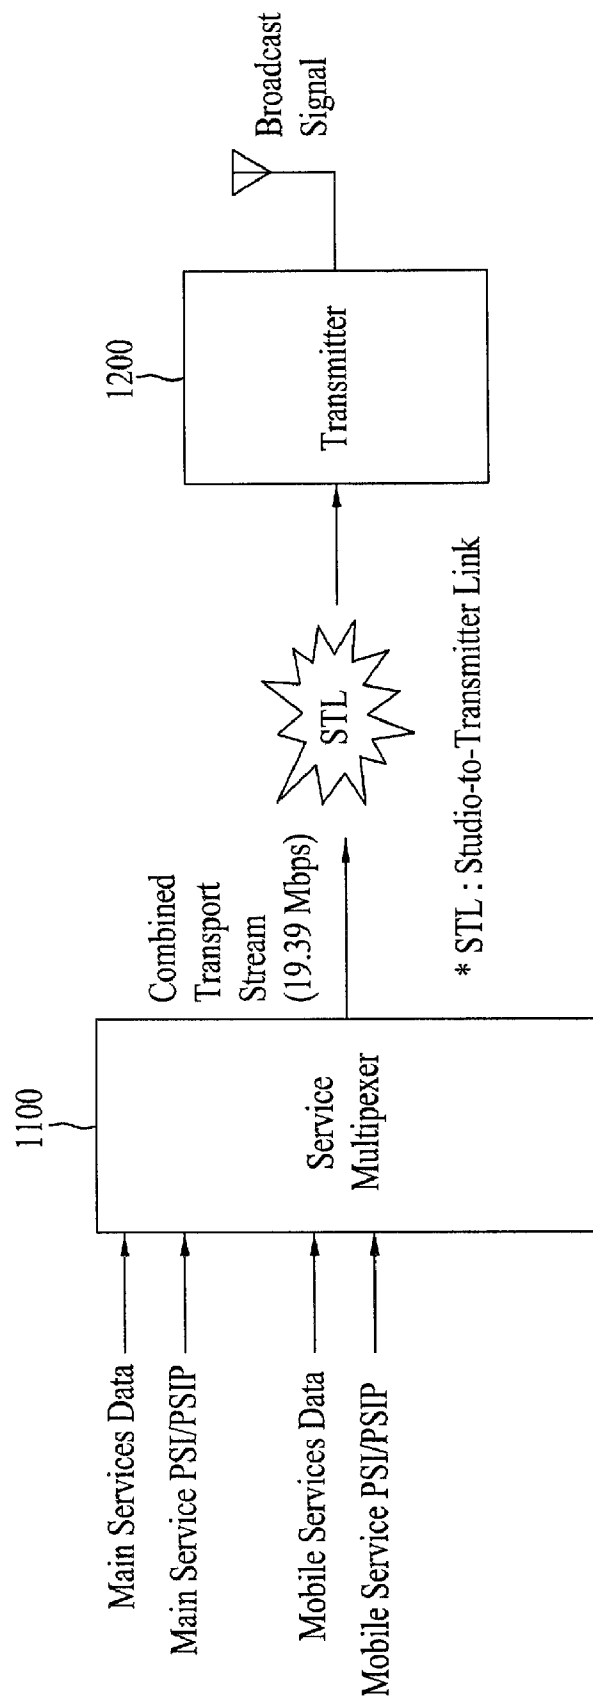 Main Services Data
Main Service PSI/PSIP
Mobile Services Data
Mobile Service PSI/PSIP
1100
Service
Multipexer
Combined
Transport
Stream
(19.39 Mbps)
STL
* STL : Studio-to-Transmitter Link
1200
Transmitter
Broadcast
Signal